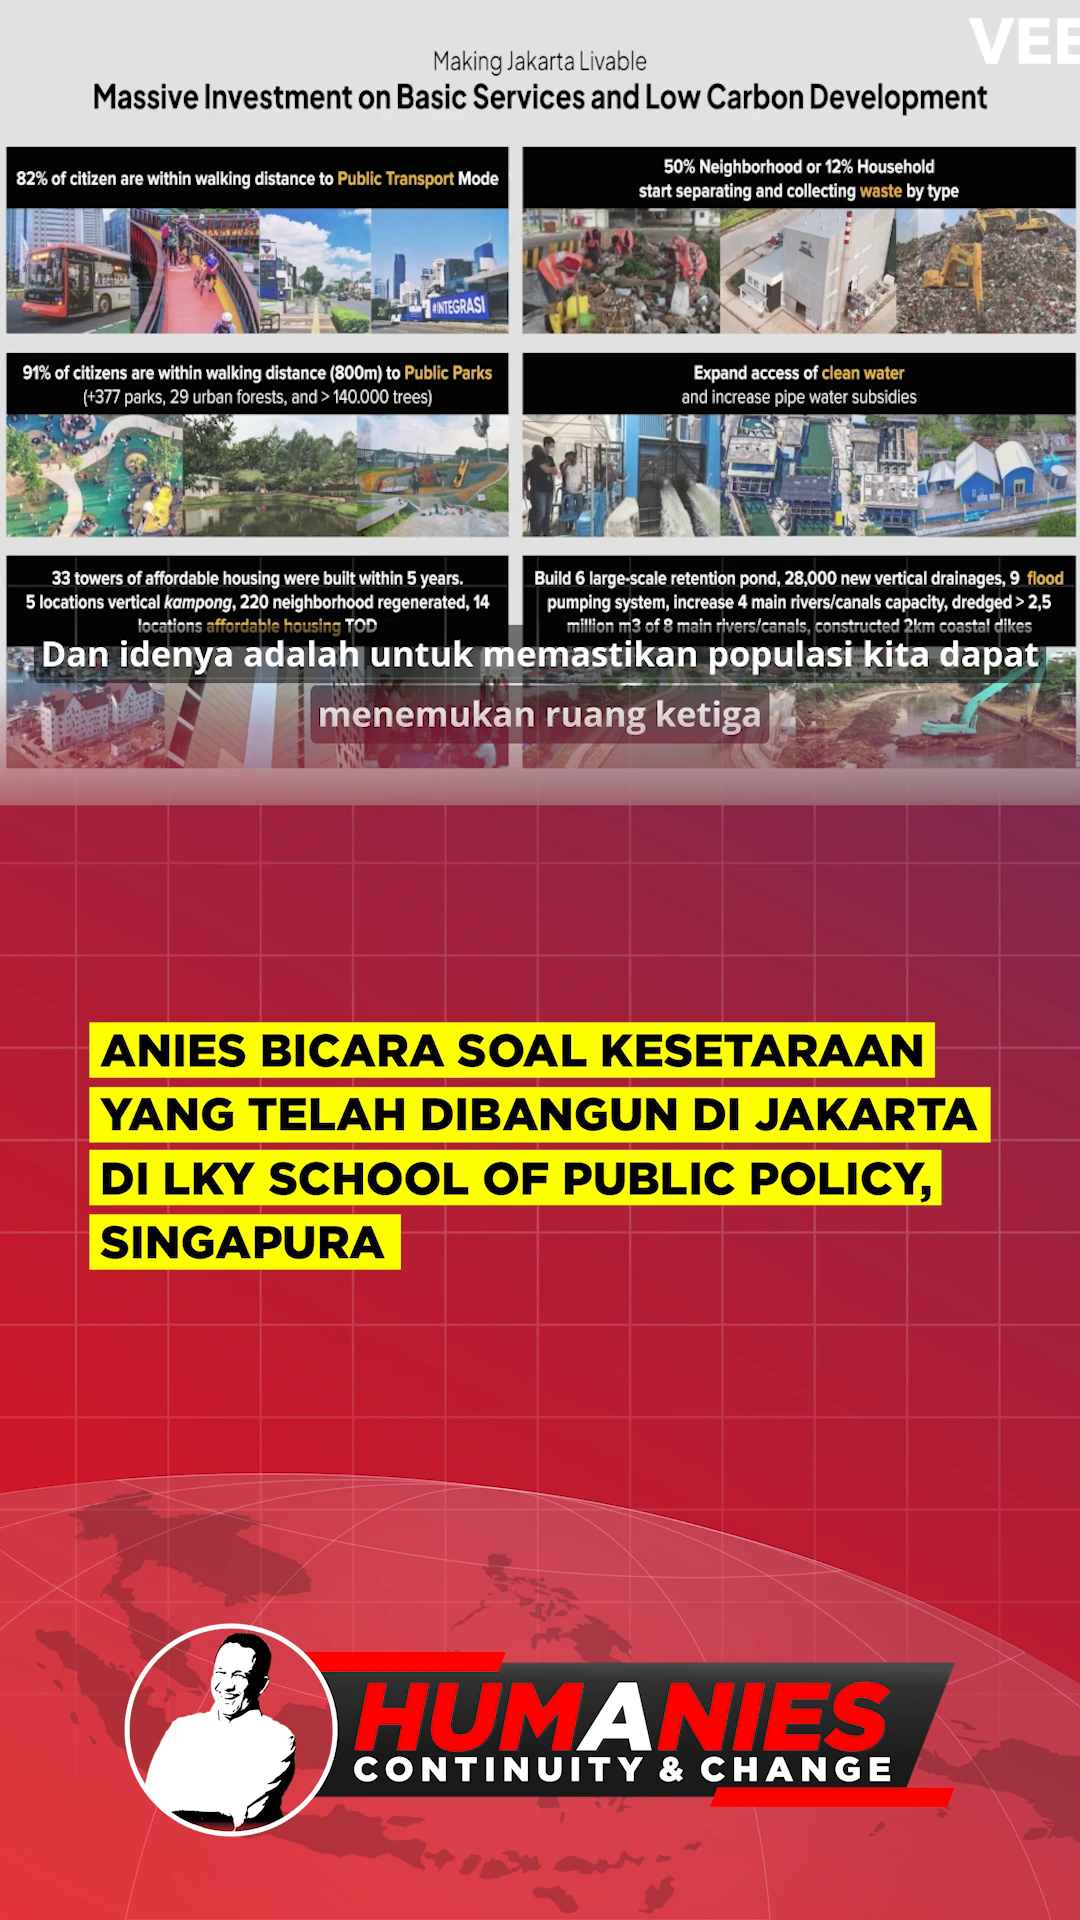 VEE
Making Jakarta Livable
Massive Investment on Basic Services and Low Carbon Development
82% of citizen are within walking distance to Public Transport Mode
50% Neighborhood or 12% Household
start separating and collecting waste by type
#INTEGRASI
91% of citizens are within walking distance (800m) to Public Parks
(+377 parks, 29 urban forests, and > 140.000 trees)
Expand access of clean water
and increase pipe water subsidies
33 towers of affordable housing were built within 5 years.
5 locations vertical kampong, 220 neighborhood regenerated, 14
locations affordable housing TOD
Build 6 large-scale retention pond, 28,000 new vertical drainages, 9 flood
pumping system, increase 4 main rivers/canals capacity, dredged > 2,5
million m3 of 8 main rivers/canals, constructed 2km coastal dikes
Dan idenya adalah untuk memastikan populasi kita dapat
menemukan ruang ketiga
ANIES BICARA SOAL KESETARAAN
YANG TELAH DIBANGUN DI JAKARTA
DI LKY SCHOOL OF PUBLIC POLICY,
SINGAPURA
HUMANIES
CONTINUITY & CHANGE